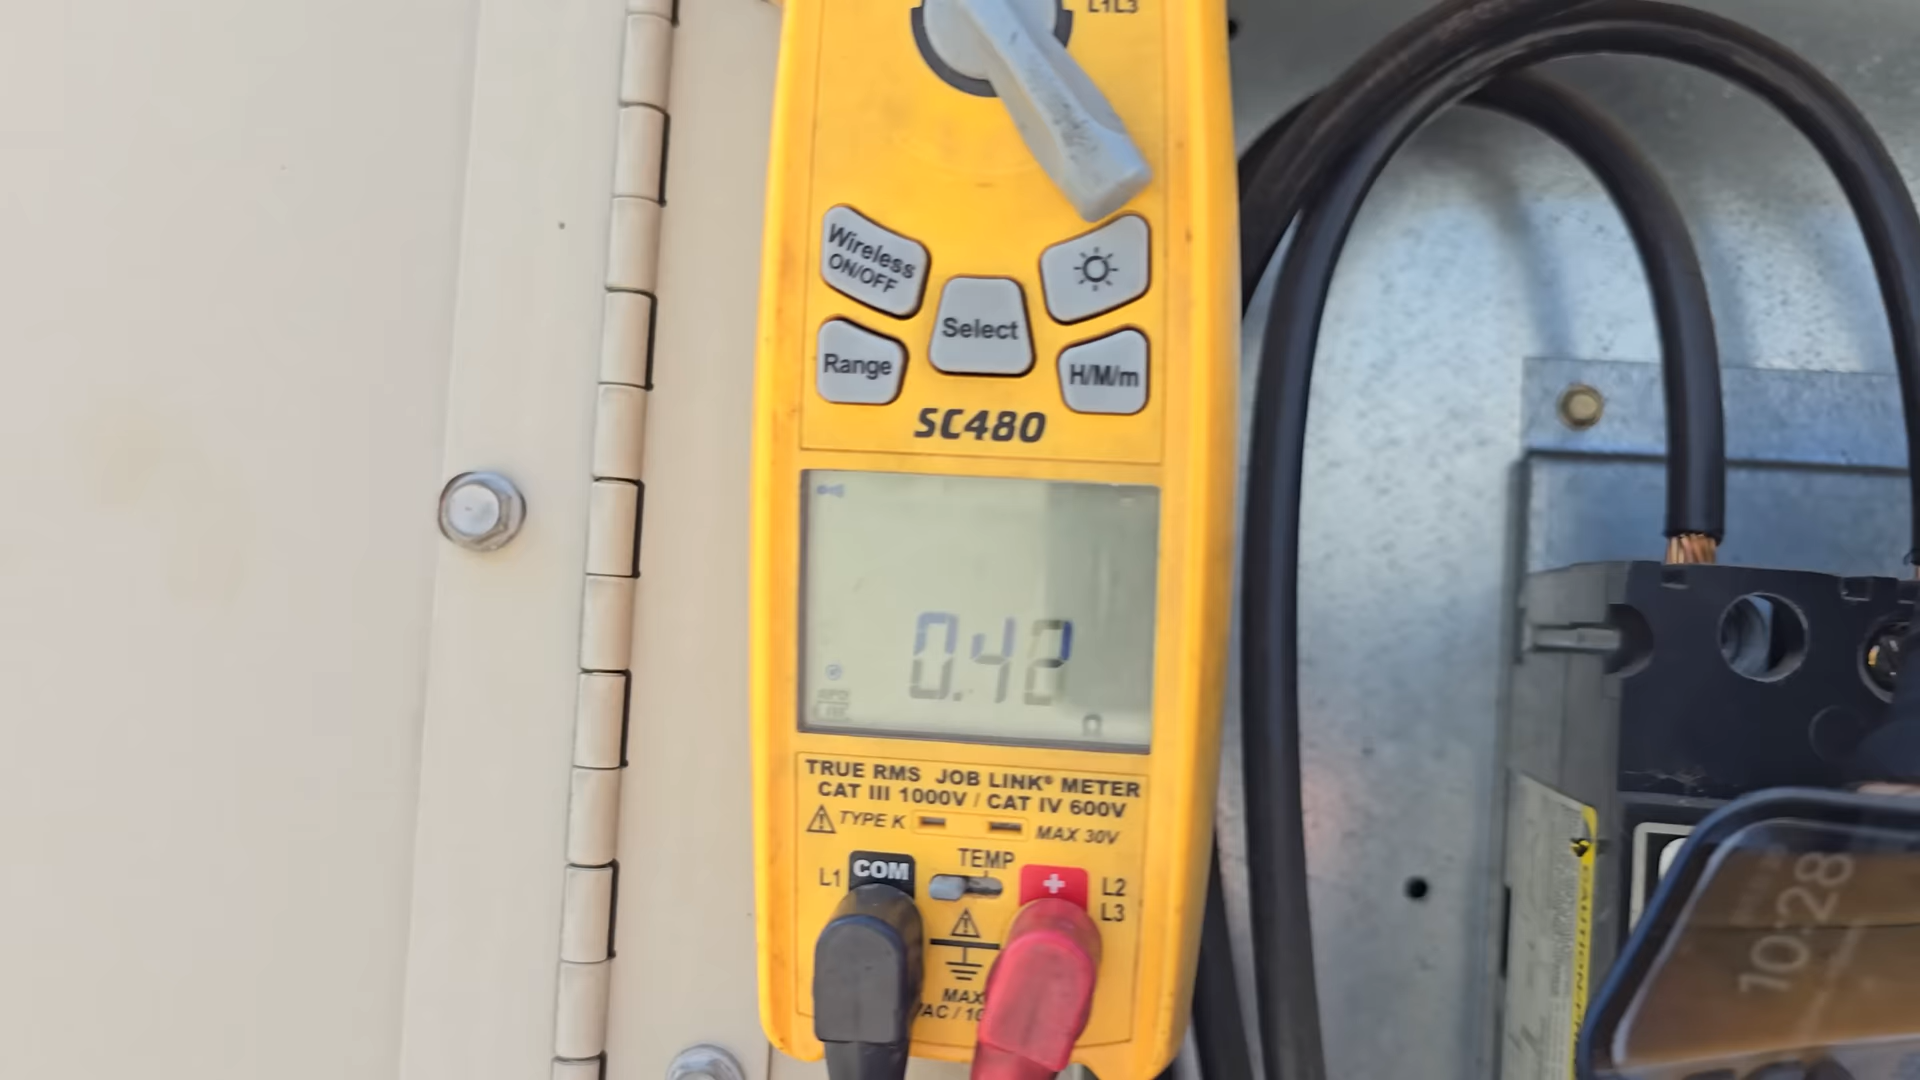 L1L3
Wireless
ON/OFF
Select
Range
H/M/m
SC480
0.42
TRUE RMS JOB LINK® METER
CAT III 1000V / CAT IV 600V
TYPE K
MAX 30V
TEMP
L1
COM
+
L2
L3
MAX
10:28